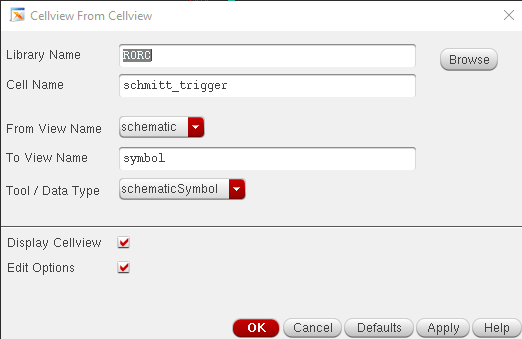 Cellview From Cellview
Library Name RORC Browse
Cell Name schmitt_trigger
From View Name schematic
To View Name symbol
Tool / Data Type schematicSymbol
Display Cellview
Edit Options
OK Cancel Defaults Apply Help